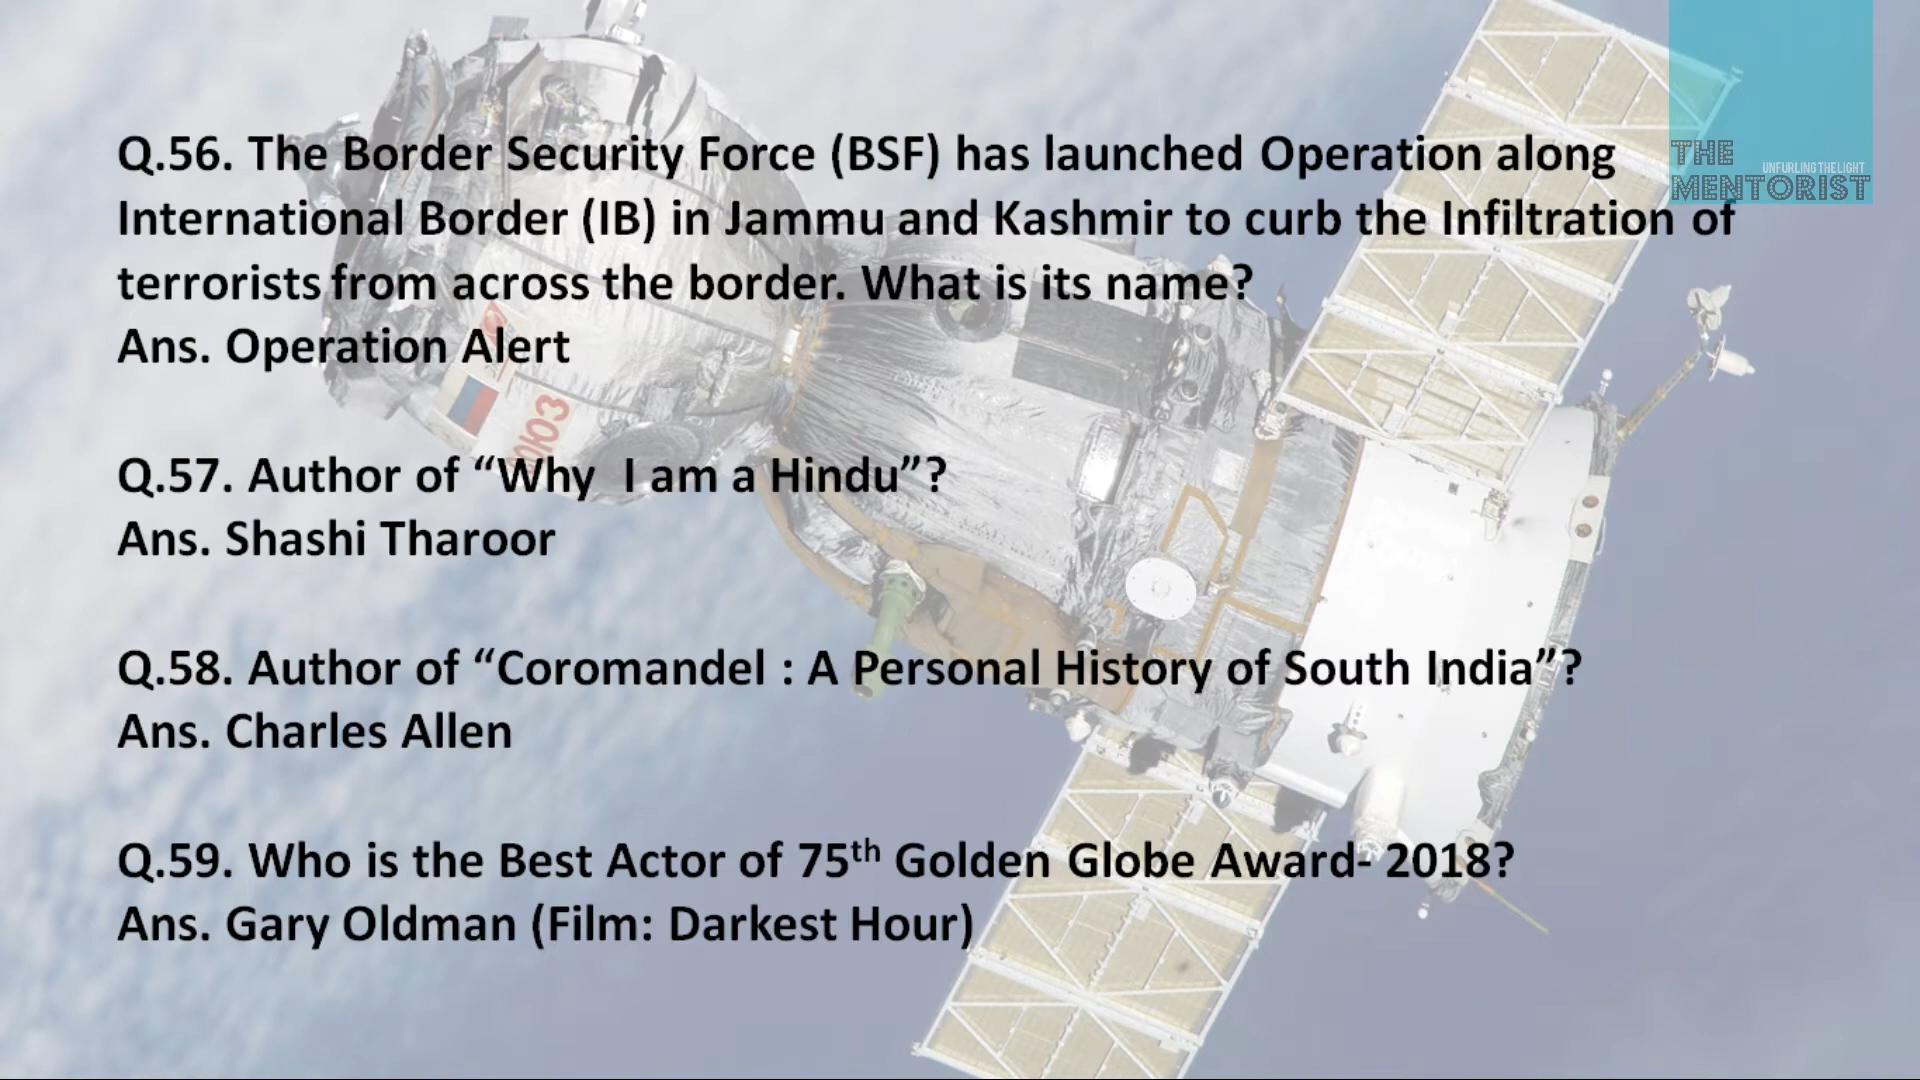 Q.56. The Border Security Force (BSF) has launched Operation along
International Border (IB) in Jammu and Kashmir to curb the Infiltration of
terrorists from across the border. What is its name?
Ans. Operation Alert
Q.57. Author of “Why  I am a Hindu”?
Ans. Shashi Tharoor
Q.58. Author of “Coromandel : A Personal History of South India”?
Ans. Charles Allen
Q.59. Who is the Best Actor of 75th Golden Globe Award- 2018?
Ans. Gary Oldman (Film: Darkest Hour)
THE
UNFURLING THE LIGHT
MENTORIST
ЮЗ